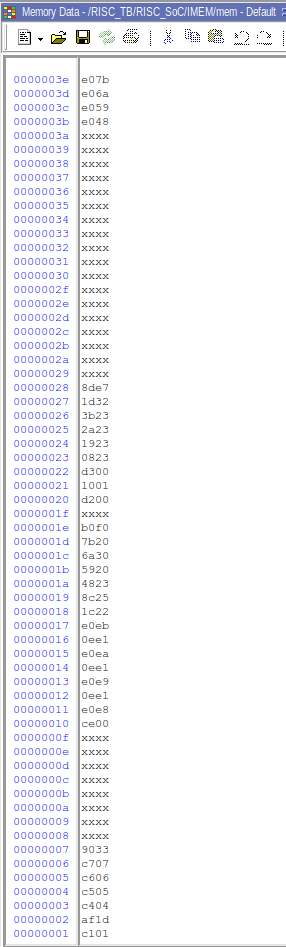 Memory Data - /RISC_TB/RISC_SoC/IMEM/mem - Default
0000003e e07b
0000003d e06a
0000003c e059
0000003b e048
0000003a xxxx
00000039 xxxx
00000038 xxxx
00000037 xxxx
00000036 xxxx
00000035 xxxx
00000034 xxxx
00000033 xxxx
00000032 xxxx
00000031 xxxx
00000030 xxxx
0000002f xxxx
0000002e xxxx
0000002d xxxx
0000002c xxxx
0000002b xxxx
0000002a xxxx
00000029 xxxx
00000028 8de7
00000027 1d32
00000026 3b23
00000025 2a23
00000024 1923
00000023 0823
00000022 d300
00000021 1001
00000020 d200
0000001f xxxx
0000001e b0f0
0000001d 7b20
0000001c 6a30
0000001b 5920
0000001a 4823
00000019 8c25
00000018 1c22
00000017 e0eb
00000016 0ee1
00000015 e0ea
00000014 0ee1
00000013 e0e9
00000012 0ee1
00000011 e0e8
00000010 ce00
0000000f xxxx
0000000e xxxx
0000000d xxxx
0000000c xxxx
0000000b xxxx
0000000a xxxx
00000009 xxxx
00000008 xxxx
00000007 9033
00000006 c707
00000005 c606
00000004 c505
00000003 c404
00000002 af1d
00000001 c101